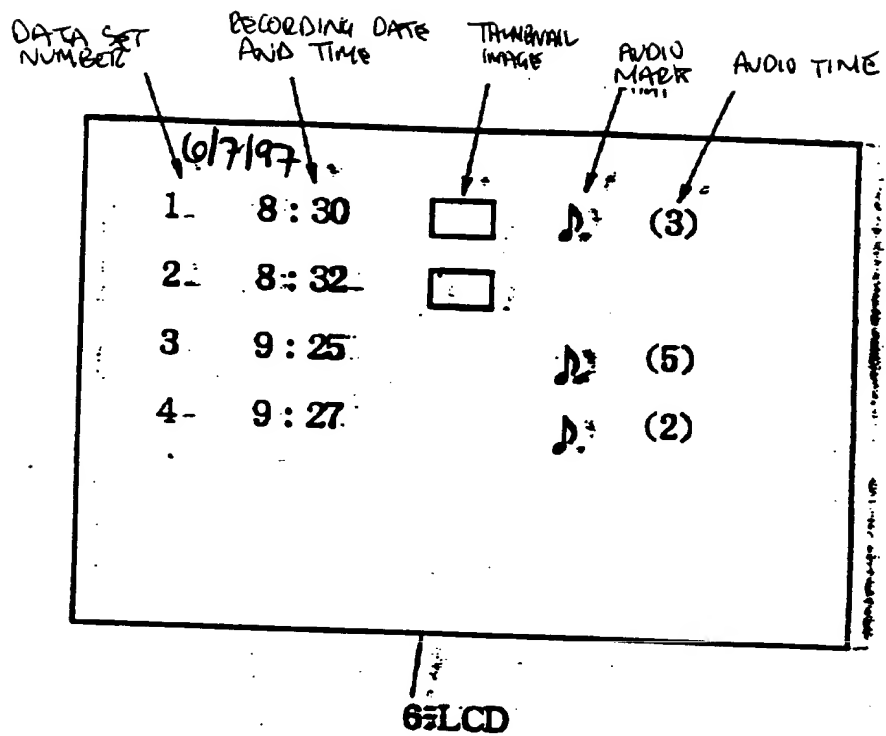 DATA SET NUMBER
RECORDING DATE AND TIME
THUMBNAIL IMAGE
AUDIO MARK
AUDIO TIME
6/7/97
1 8:30 ♪ (3)
2 8:32
3 9:25 ♪ (5)
4 9:27 ♪ (2)
6 LCD